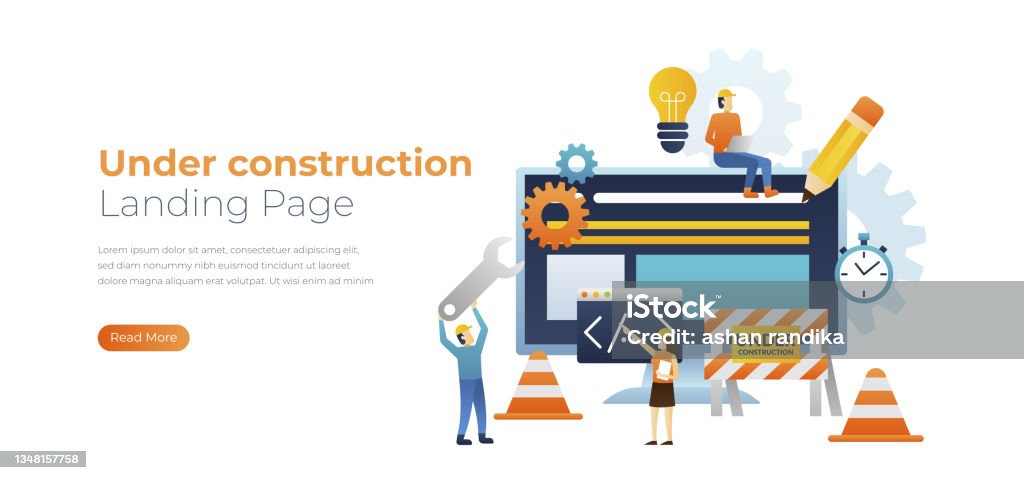 Under construction
Landing Page
Lorem ipsum dolor sit amet, consectetuer adipiscing elit,
sed diam nonummy nibh euismod tincidunt ut laoreet
dolore magna aliquam erat volutpat. Ut wisi enim ad minim
Read More
</>
iStock
Credit: ashan randika
CONSTRUCTION
1348157758